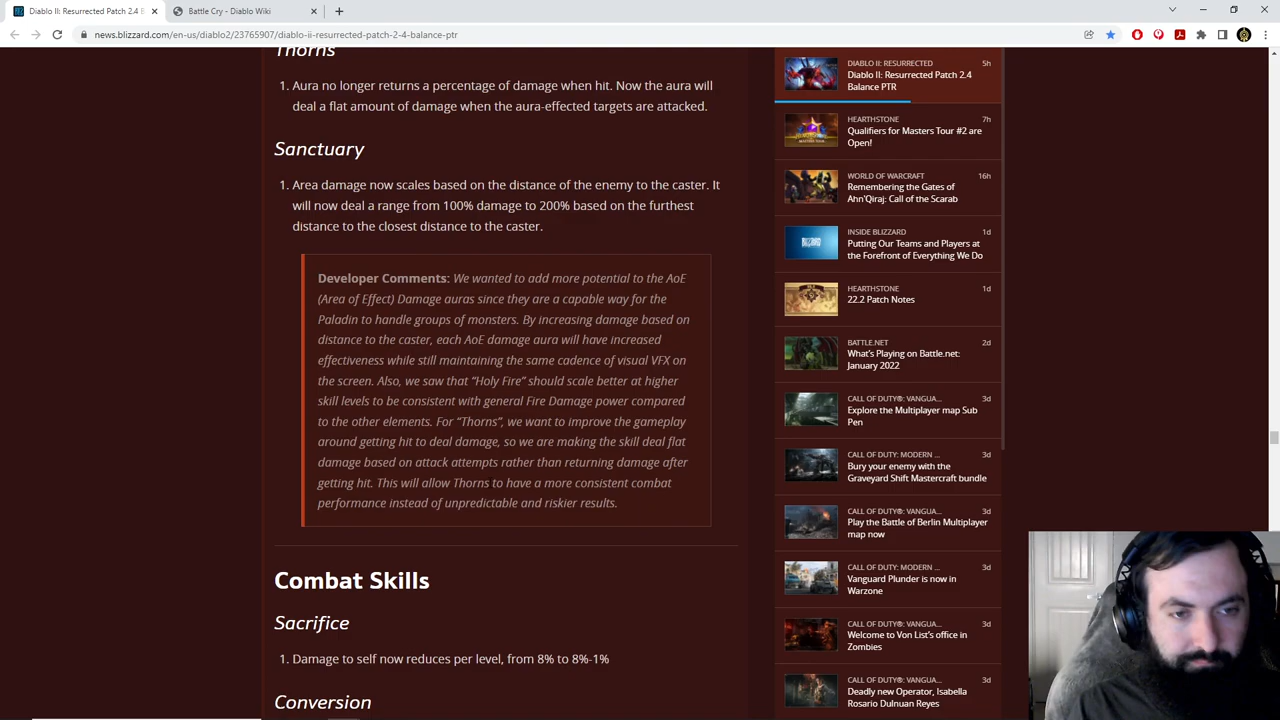 Diablo II: Resurrected Patch 2.4 B
Battle Cry - Diablo Wiki
news.blizzard.com/en-us/diablo2/23765907/diablo-ii-resurrected-patch-2-4-balance-ptr
Thorns
1. Aura no longer returns a percentage of damage when hit. Now the aura will
deal a flat amount of damage when the aura-effected targets are attacked.
Sanctuary
1. Area damage now scales based on the distance of the enemy to the caster. It
will now deal a range from 100% damage to 200% based on the furthest
distance to the closest distance to the caster.
Developer Comments: We wanted to add more potential to the AoE
(Area of Effect) Damage auras since they are a capable way for the
Paladin to handle groups of monsters. By increasing damage based on
distance to the caster, each AoE damage aura will have increased
effectiveness while still maintaining the same cadence of visual VFX on
the screen. Also, we saw that “Holy Fire” should scale better at higher
skill levels to be consistent with general Fire Damage power compared
to the other elements. For “Thorns”, we want to improve the gameplay
around getting hit to deal damage, so we are making the skill deal flat
damage based on attack attempts rather than returning damage after
getting hit. This will allow Thorns to have a more consistent combat
performance instead of unpredictable and riskier results.
Combat Skills
Sacrifice
1. Damage to self now reduces per level, from 8% to 8%-1%
Conversion
DIABLO II: RESURRECTED 5h
Diablo II: Resurrected Patch 2.4
Balance PTR
HEARTHSTONE 7h
Qualifiers for Masters Tour #2 are
Open!
WORLD OF WARCRAFT 16h
Remembering the Gates of
Ahn'Qiraj: Call of the Scarab
INSIDE BLIZZARD 1d
Putting Our Teams and Players at
the Forefront of Everything We Do
BLIZZARD
HEARTHSTONE 1d
22.2 Patch Notes
BATTLE.NET 2d
What’s Playing on Battle.net:
January 2022
CALL OF DUTY®: VANGUA... 3d
Explore the Multiplayer map Sub
Pen
CALL OF DUTY: MODERN ... 3d
Bury your enemy with the
Graveyard Shift Mastercraft bundle
CALL OF DUTY®: VANGUA... 3d
Play the Battle of Berlin Multiplayer
map now
CALL OF DUTY: MODERN ... 3d
Vanguard Plunder is now in
Warzone
CALL OF DUTY®: VANGUA... 3d
Welcome to Von List’s office in
Zombies
CALL OF DUTY®: VANGUA... 3d
Deadly new Operator, Isabella
Rosario Dulnuan Reyes